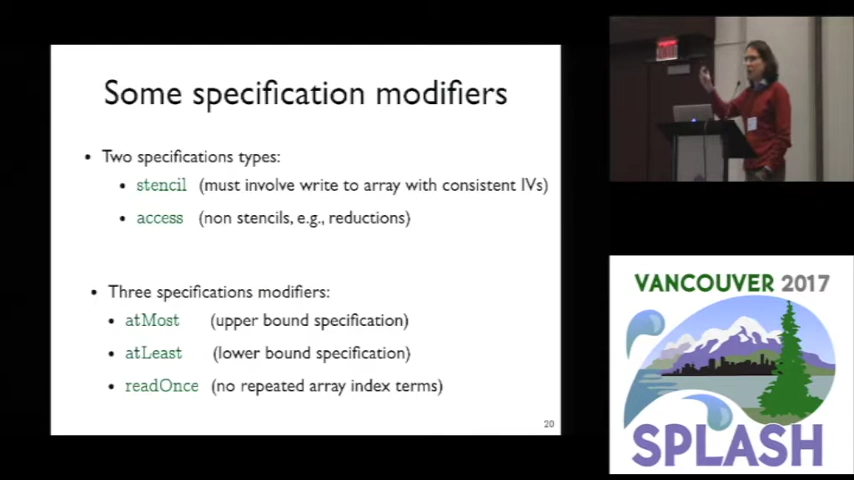 Some specification modifiers
• Two specifications types:
• stencil (must involve write to array with consistent IVs)
• access (non stencils, e.g., reductions)
• Three specifications modifiers:
• atMost (upper bound specification)
• atLeast (lower bound specification)
• readOnce (no repeated array index terms)
20
EXIT
VANCOUVER 2017
SPLASH